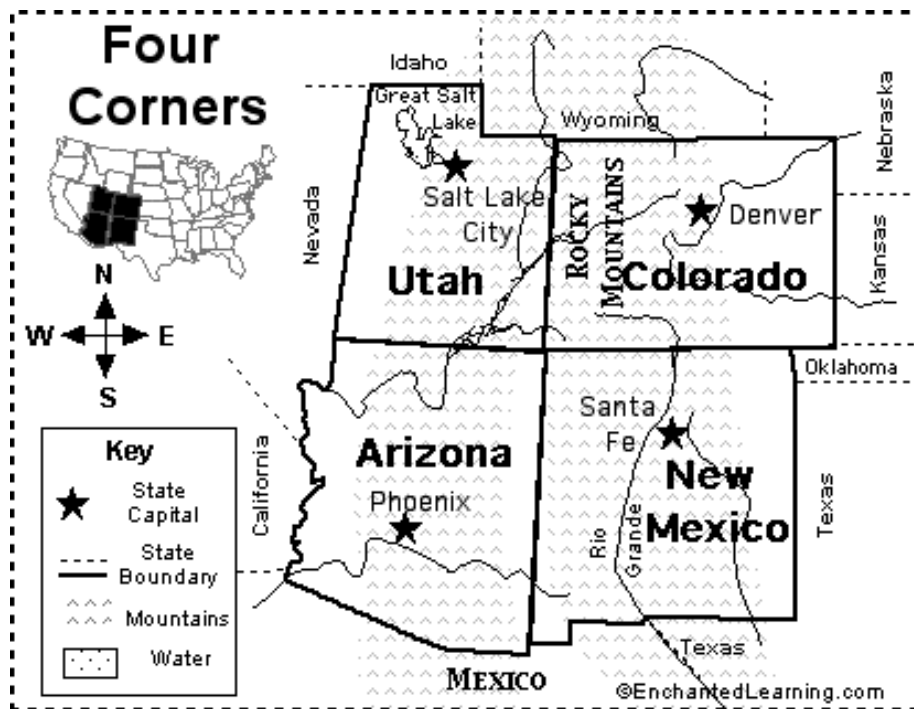 Four
Corners
Idaho
Great Salt
Lake
Wyoming
Nebraska
Nevada
Salt Lake
City
ROCKY
MOUNTAINS
Denver
Kansas
Utah
Colorado
N
W E
S
Oklahoma
Santa
Fe
Arizona
New
Mexico
Phoenix
California
Texas
Rio
Grande
Key
State
Capital
State
Boundary
Mountains
Water
Texas
MEXICO
©EnchantedLearning.com